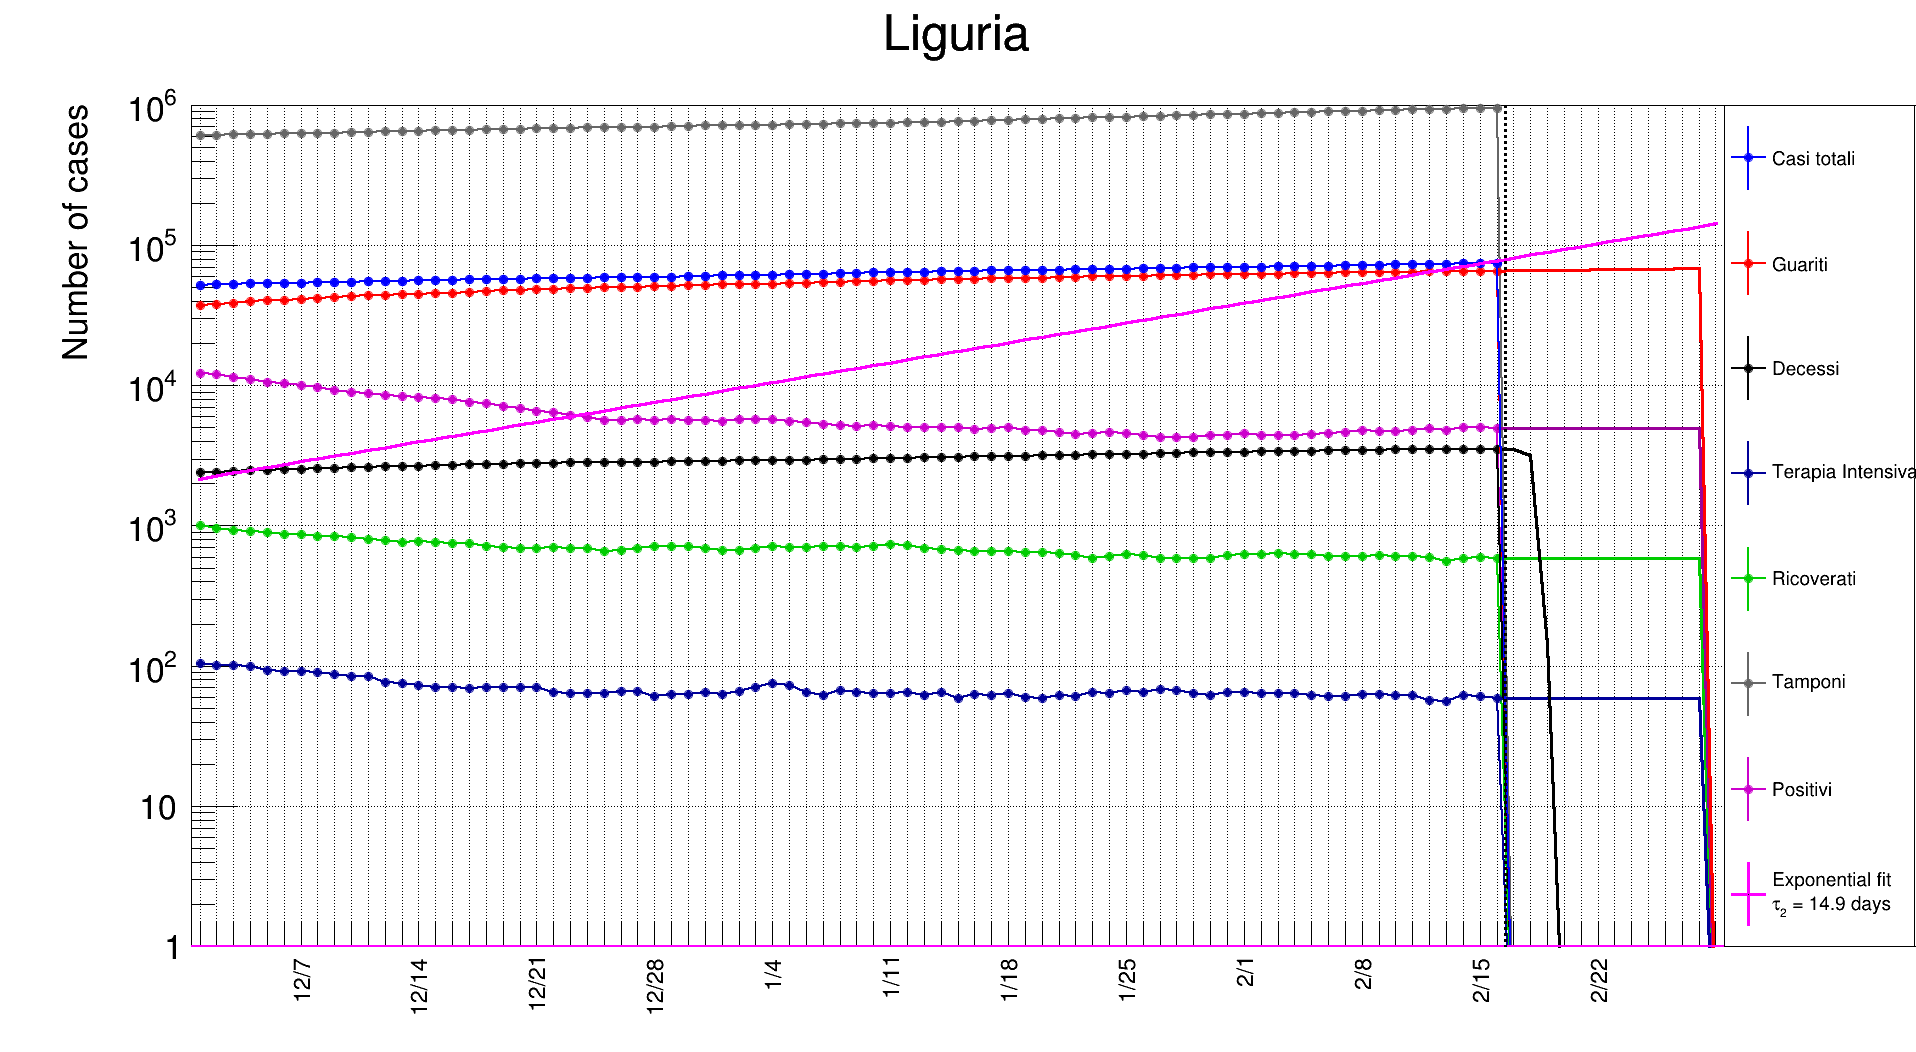 Liguria
Number of cases
10^6
10^5
10^4
10^3
10^2
10
1
12/7
12/14
12/21
12/28
1/4
1/11
1/18
1/25
2/1
2/8
2/15
2/22
Casi totali
Guariti
Decessi
Terapia Intensiva
Ricoverati
Tamponi
Positivi
Exponential fit
τ_2 = 14.9 days